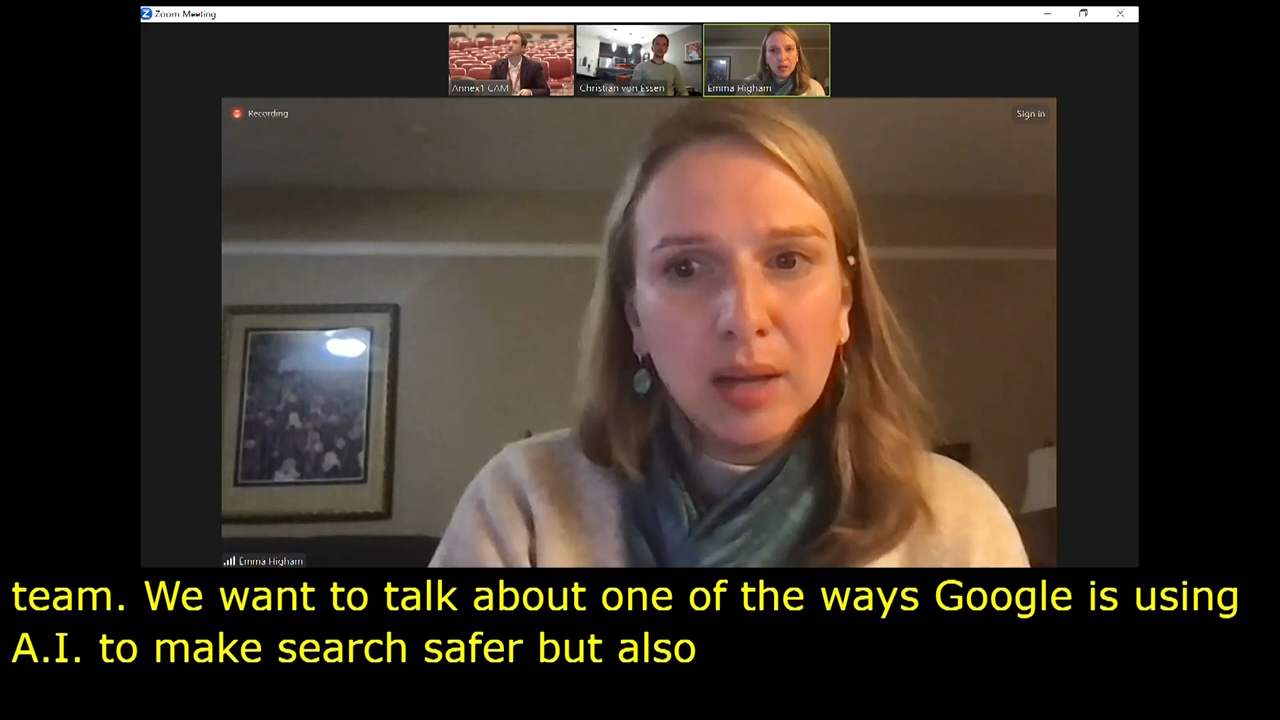 Zoom Meeting
Annex1 CAM
Christian von Essen
Emma Higham
Recording
Sign in
Emma Higham
team. We want to talk about one of the ways Google is using
A.I. to make search safer but also